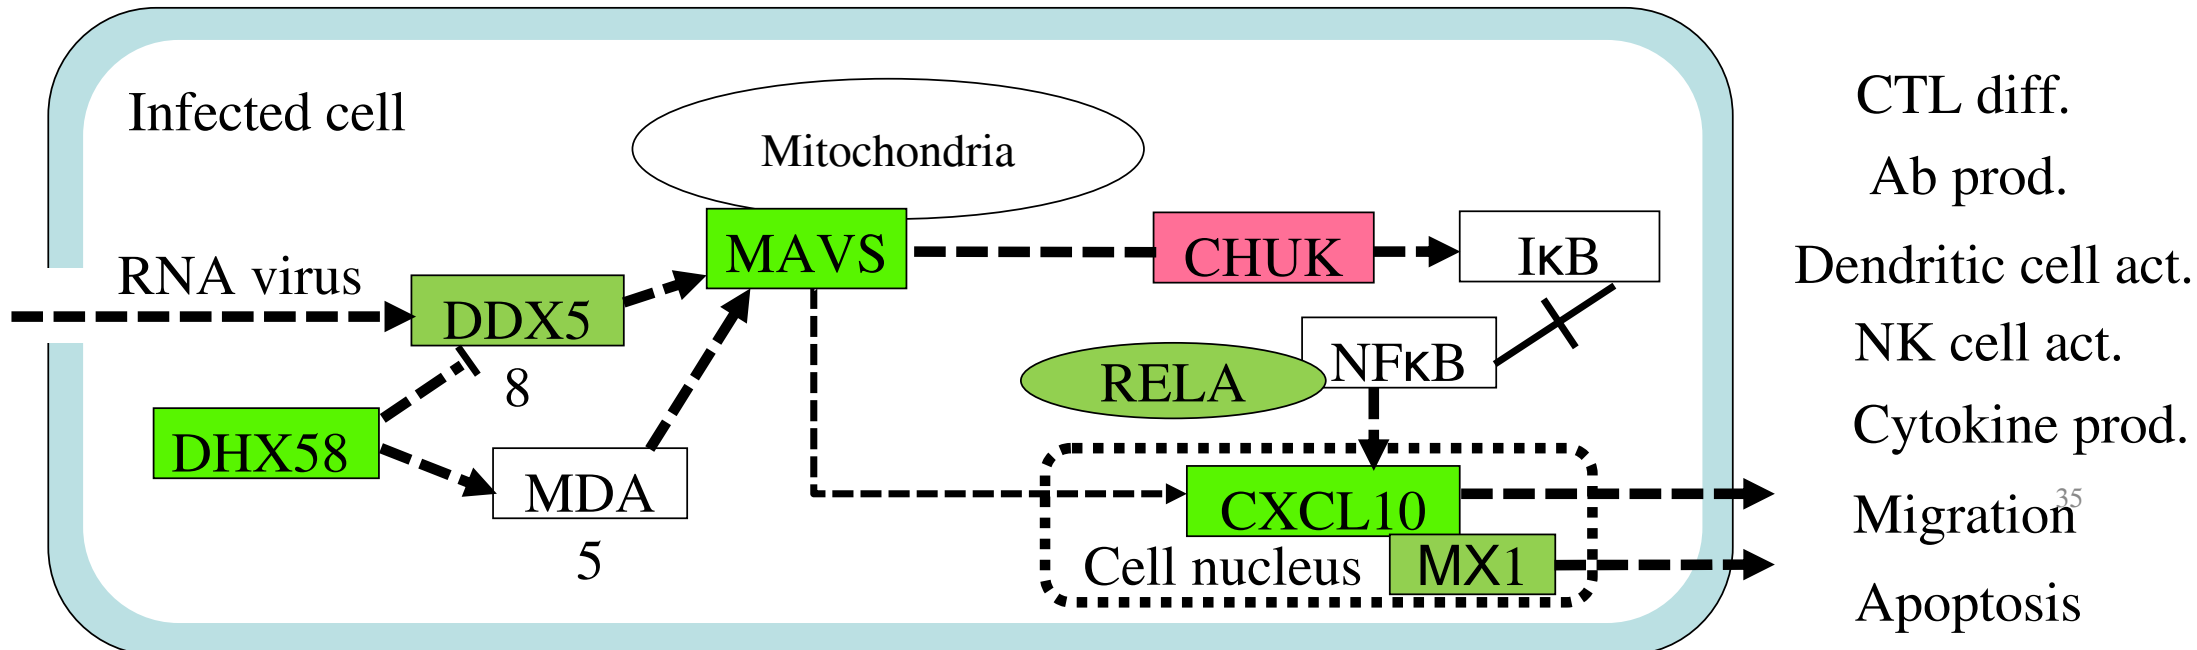 Infected cell
Mitochondria
CTL diff.
Ab prod.
RNA virus
MAVS
CHUK
IκB
Dendritic cell act.
DDX5
8
NFκB
RELA
NK cell act.
DHX58
MDA
5
Cytokine prod.
CXCL10
Migration
35
Cell nucleus
MX1
Apoptosis